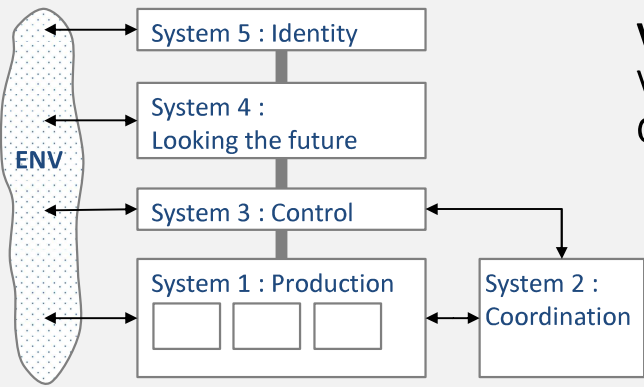 System 5 : Identity
System 4 :
Looking the future
ENV
System 3 : Control
System 1 : Production
System 2 :
Coordination